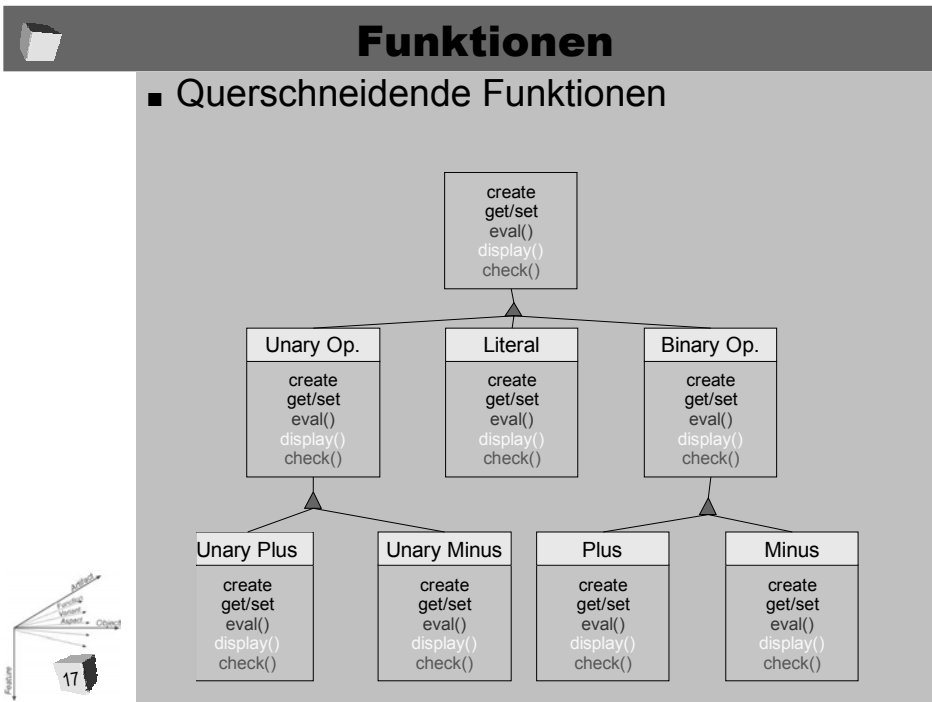 Funktionen
■ Querschneidende Funktionen
create
get/set
eval()
display()
check()
Unary Op.
create
get/set
eval()
display()
check()
Literal
create
get/set
eval()
display()
check()
Binary Op.
create
get/set
eval()
display()
check()
Unary Plus
create
get/set
eval()
display()
check()
Unary Minus
create
get/set
eval()
display()
check()
Plus
create
get/set
eval()
display()
check()
Minus
create
get/set
eval()
display()
check()
Artifact
Function
Variant
Aspect
Object
Feature
17